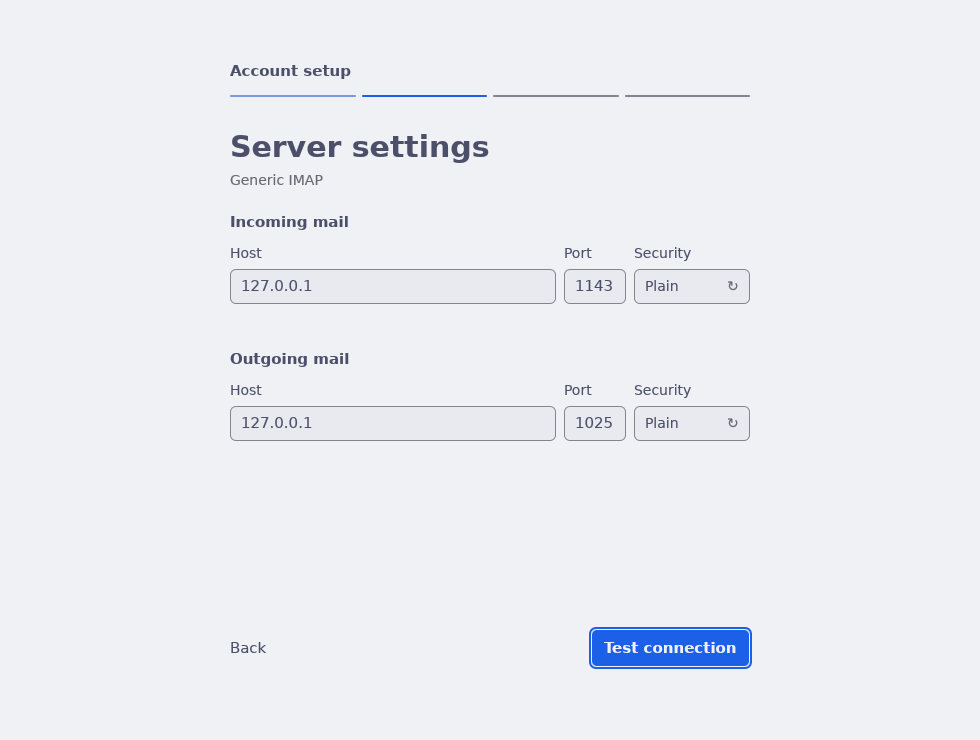 Account setup
Server settings
Generic IMAP
Incoming mail
Host Port Security
127.0.0.1 1143 Plain ↻
Outgoing mail
Host Port Security
127.0.0.1 1025 Plain ↻
Back Test connection